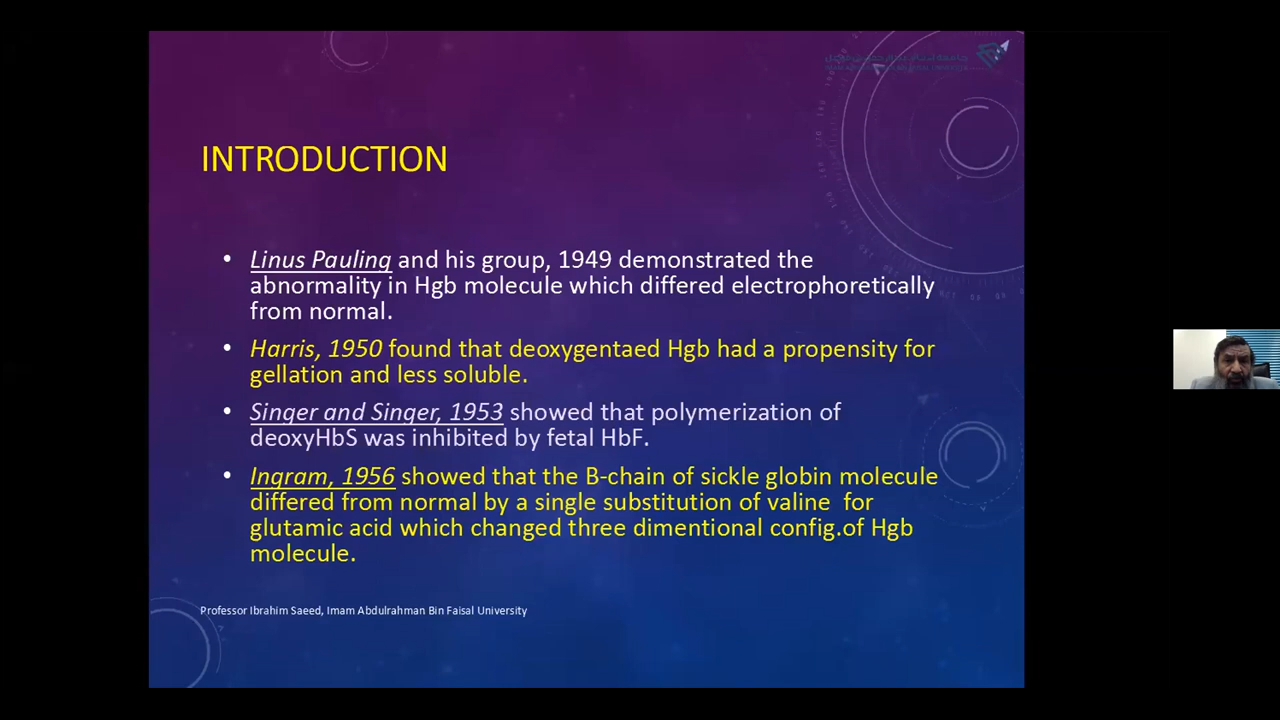 INTRODUCTION
• Linus Pauling and his group, 1949 demonstrated the
abnormality in Hgb molecule which differed electrophoretically
from normal.
• Harris, 1950 found that deoxygentaed Hgb had a propensity for
gellation and less soluble.
• Singer and Singer, 1953 showed that polymerization of
deoxyHbS was inhibited by fetal HbF.
• Ingram, 1956 showed that the B-chain of sickle globin molecule
differed from normal by a single substitution of valine for
glutamic acid which changed three dimentional config.of Hgb
molecule.
Professor Ibrahim Saeed, Imam Abdulrahman Bin Faisal University